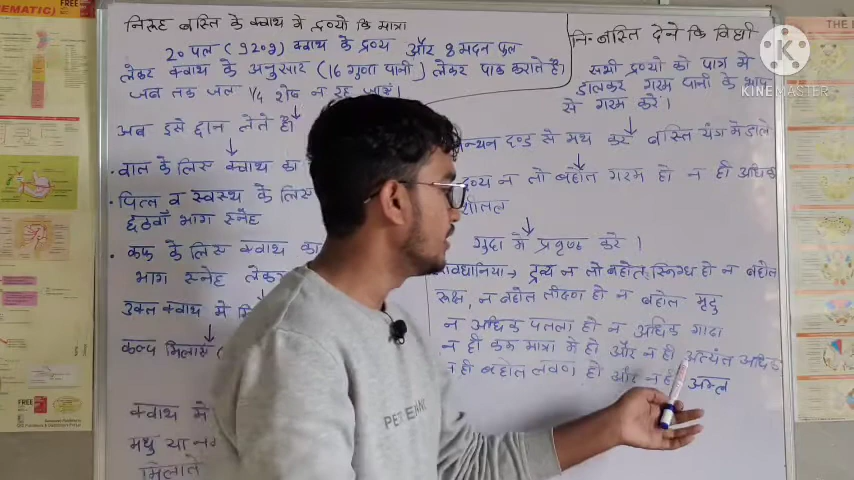 निरूह बस्ति के क्वाथ के द्रव्यो कि मात्रा
20 पल (920g) क्वाथ के द्रव्य और 8 मदन फल
लेकर क्वाथ के अनुसार (16 गुणा पानी) लेकर पाक कराते है।
जब तक जल 1/4 शेष न रह जाये।
अब इसे छान लेते है।
• वात के लिस क्वाथ का
• पित्त व स्वस्थ के लिस
छठवाँ भाग स्नेह
• कफ के लिस क्वाथ का
भाग स्नेह लेकर
उक्त क्वाथ में
कल्प मिलास
क्वाथ में
मधु या
मिलाते
नि॰ बस्ति देने कि विधी
सभी द्रव्यो को पात्र मे
डालकर गरम पानी के भाप
से गरम करे।
मन्थन दण्ड से मथ कर बस्ति यंत्र मे डाले
द्रव्य न तो बहोत गरम हो न ही अधिक
शीतल
गुदा में करे।
सावधानिया → द्रव्य न तो बहोत स्निग्ध हो न बहोत
रूक्ष, न बहोत तीक्ष्ण हो न बहोत मृदु
न अधिक पतला हो न अधिक गाढा
न ही कम मात्रा मे हो और न ही अत्यंत अधिक
न ही बहोत लवण हो और न ही अम्ल
KINEMASTER